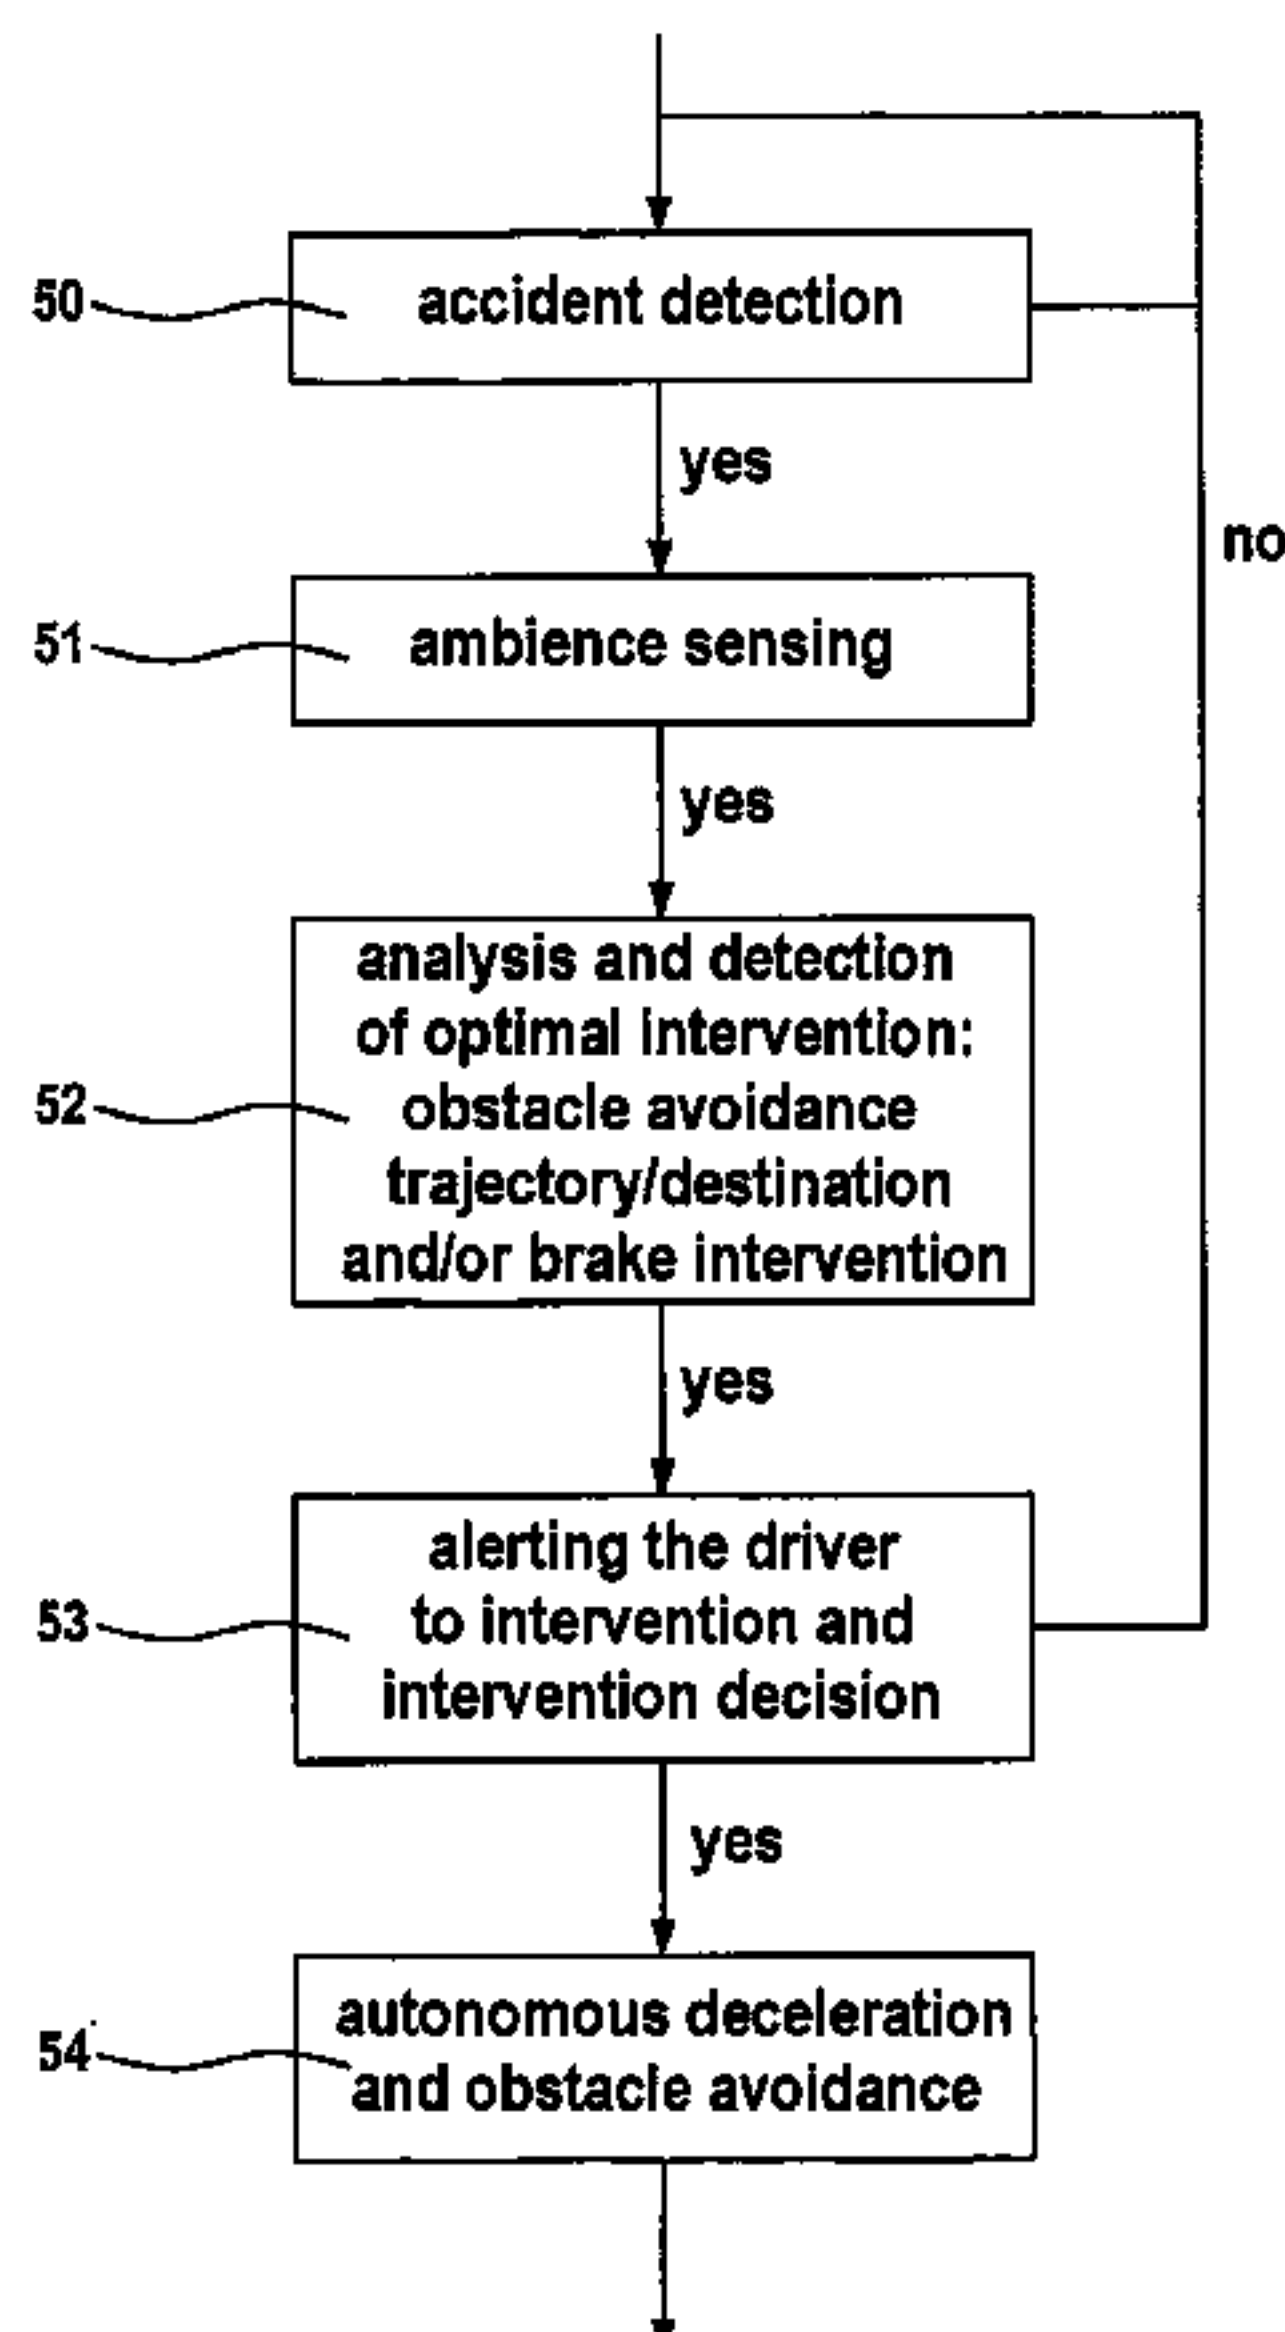 50
accident detection
yes
no
51
ambience sensing
yes
52
analysis and detection
of optimal intervention:
obstacle avoidance
trajectory/destination
and/or brake intervention
yes
53
alerting the driver
to intervention and
intervention decision
yes
54
autonomous deceleration
and obstacle avoidance